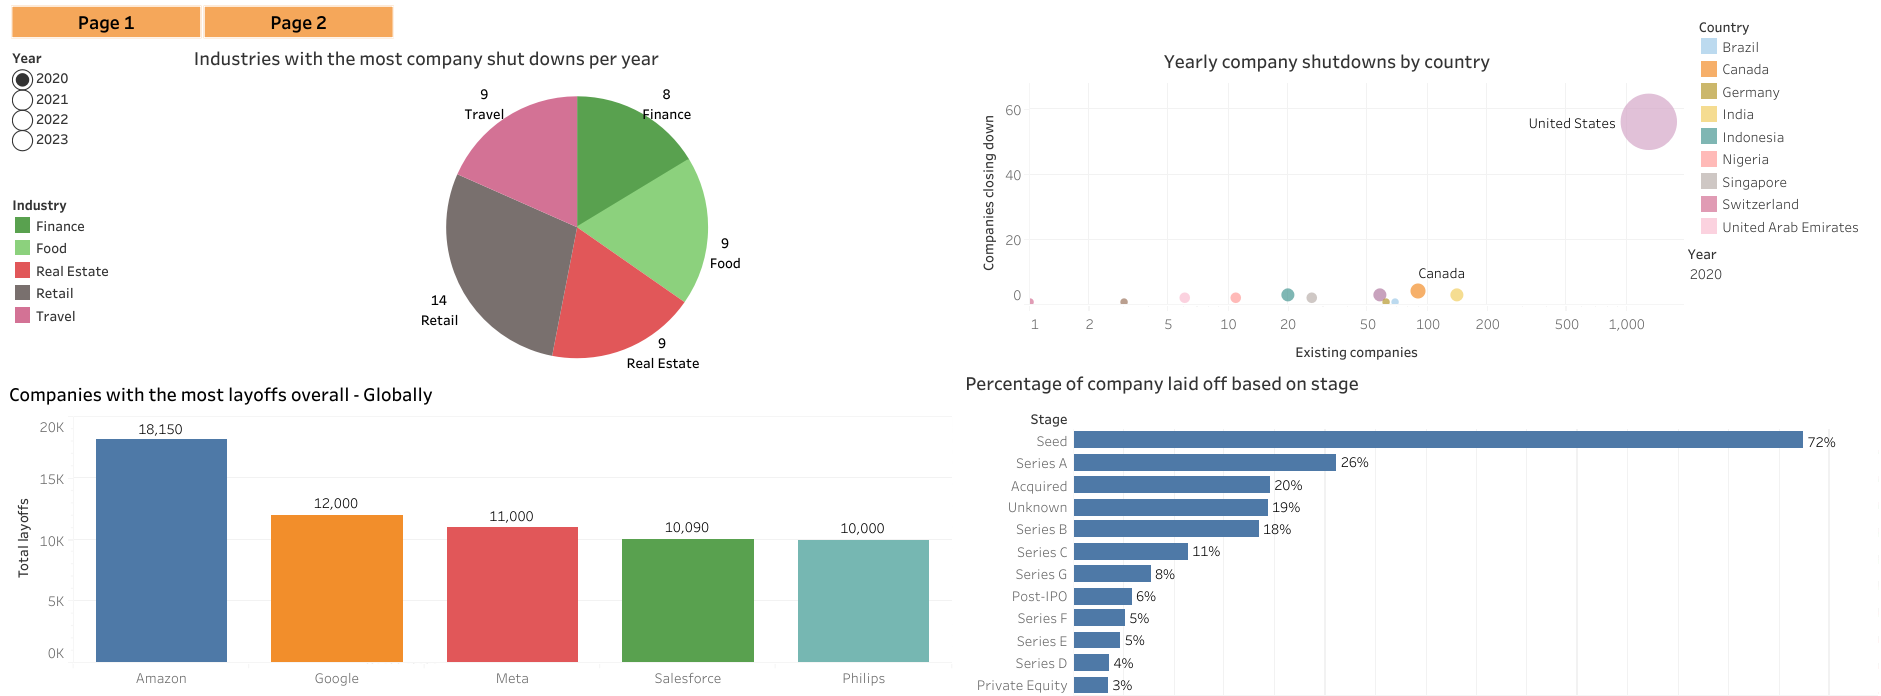 Page 1
Page 2
Year
2020
2021
2022
2023
Industry
Finance
Food
Real Estate
Retail
Travel
Industries with the most company shut downs per year
9
Travel
8
Finance
9
Food
14
Retail
9
Real Estate
Yearly company shutdowns by country
Companies closing down
60
40
20
0
United States
Canada
1 2 5 10 20 50 100 200 500 1,000
Existing companies
Country
Brazil
Canada
Germany
India
Indonesia
Nigeria
Singapore
Switzerland
United Arab Emirates
Year
2020
Companies with the most layoffs overall - Globally
Total layoffs
20K
15K
10K
5K
0K
18,150
12,000
11,000
10,090
10,000
Amazon Google Meta Salesforce Philips
Percentage of company laid off based on stage
Stage
Seed 72%
Series A 26%
Acquired 20%
Unknown 19%
Series B 18%
Series C 11%
Series G 8%
Post-IPO 6%
Series F 5%
Series E 5%
Series D 4%
Private Equity 3%